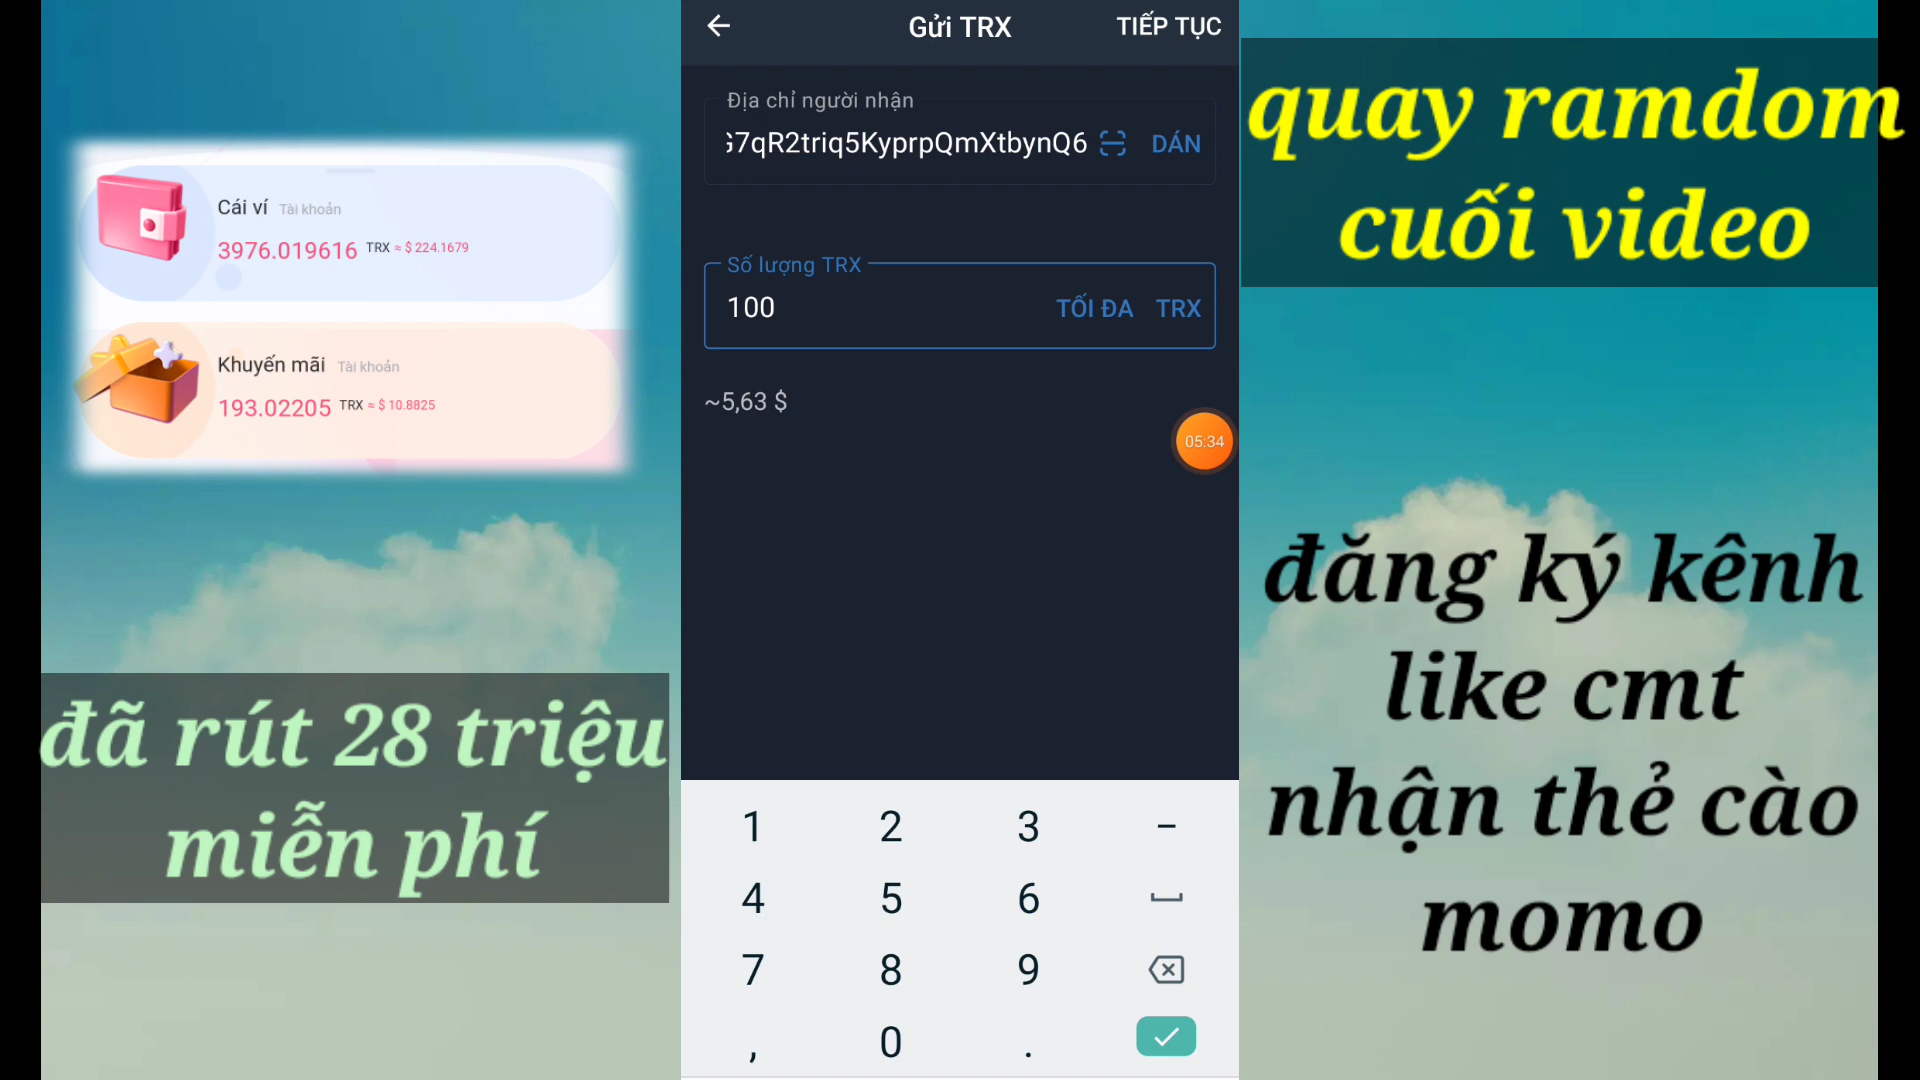 Cái ví Tài khoản
3976.019616 TRX ≈ $ 224.1679
Khuyến mãi Tài khoản
193.02205 TRX ≈ $ 10.8825
đã rút 28 triệu
miễn phí
Gửi TRX TIẾP TỤC
Địa chỉ người nhận
G7qR2triq5KyprpQmXtbynQ6 DÁN
Số lượng TRX
100 TỐI ĐA TRX
~5,63 $
05:34
1 2 3 -
4 5 6
7 8 9
, 0 .
quay ramdom
cuối video
đăng ký kênh
like cmt
nhận thẻ cào
momo